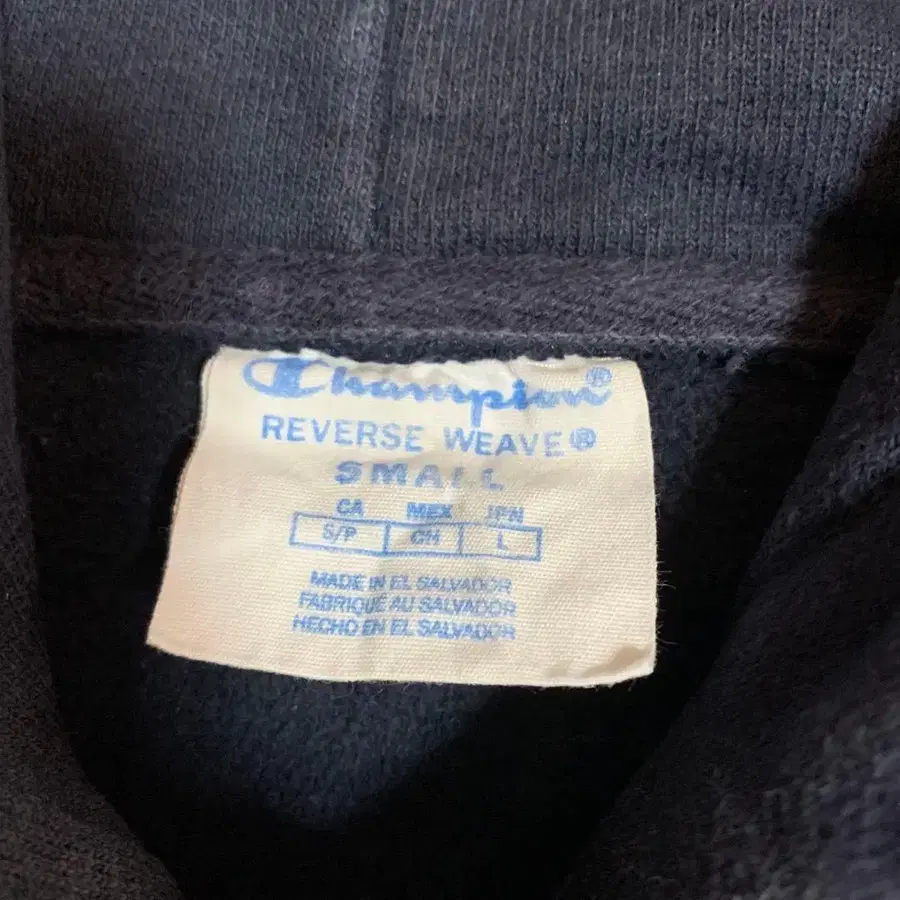 Champion®
REVERSE WEAVE®
SMALL
CA MEX JPN
S/P CH L
MADE IN EL SALVADOR
FABRIQUÉ AU SALVADOR
HECHO EN EL SALVADOR